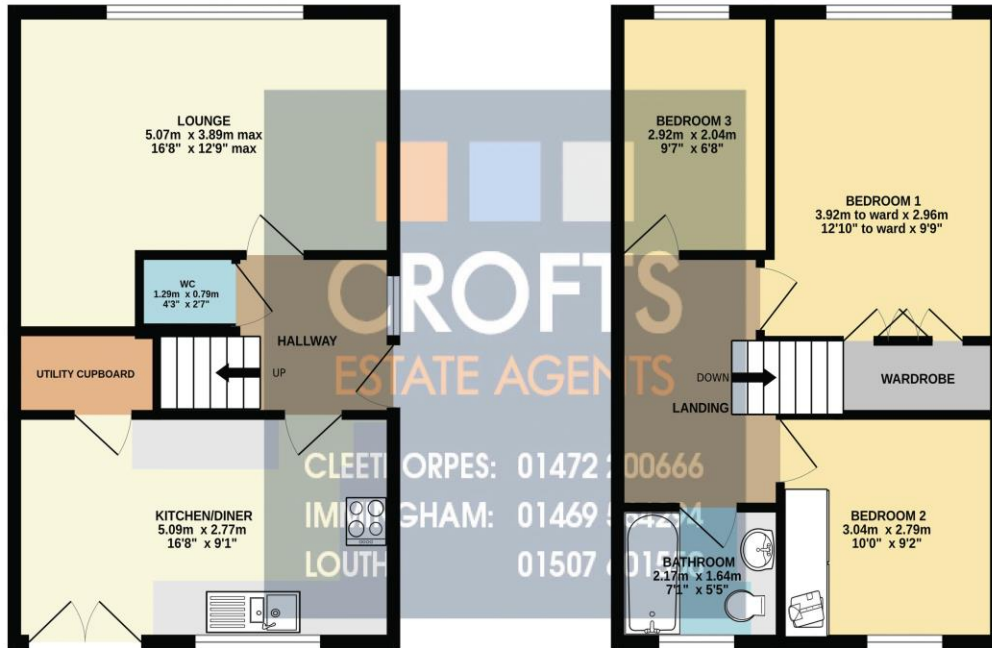 LOUNGE
5.07m x 3.89m max
16'8" x 12'9" max
WC
1.29m x 0.79m
4'3" x 2'7"
HALLWAY
UP
UTILITY CUPBOARD
KITCHEN/DINER
5.09m x 2.77m
16'8" x 9'1"
BEDROOM 3
2.92m x 2.04m
9'7" x 6'8"
BEDROOM 1
3.92m to ward x 2.96m
12'10" to ward x 9'9"
DOWN
LANDING
WARDROBE
BEDROOM 2
3.04m x 2.79m
10'0" x 9'2"
BATHROOM
2.17m x 1.64m
7'1" x 5'5"
CROFTS
ESTATE AGENTS
CLEETHORPES: 01472 200666
IMMINGHAM: 01469
LOUTH 01507